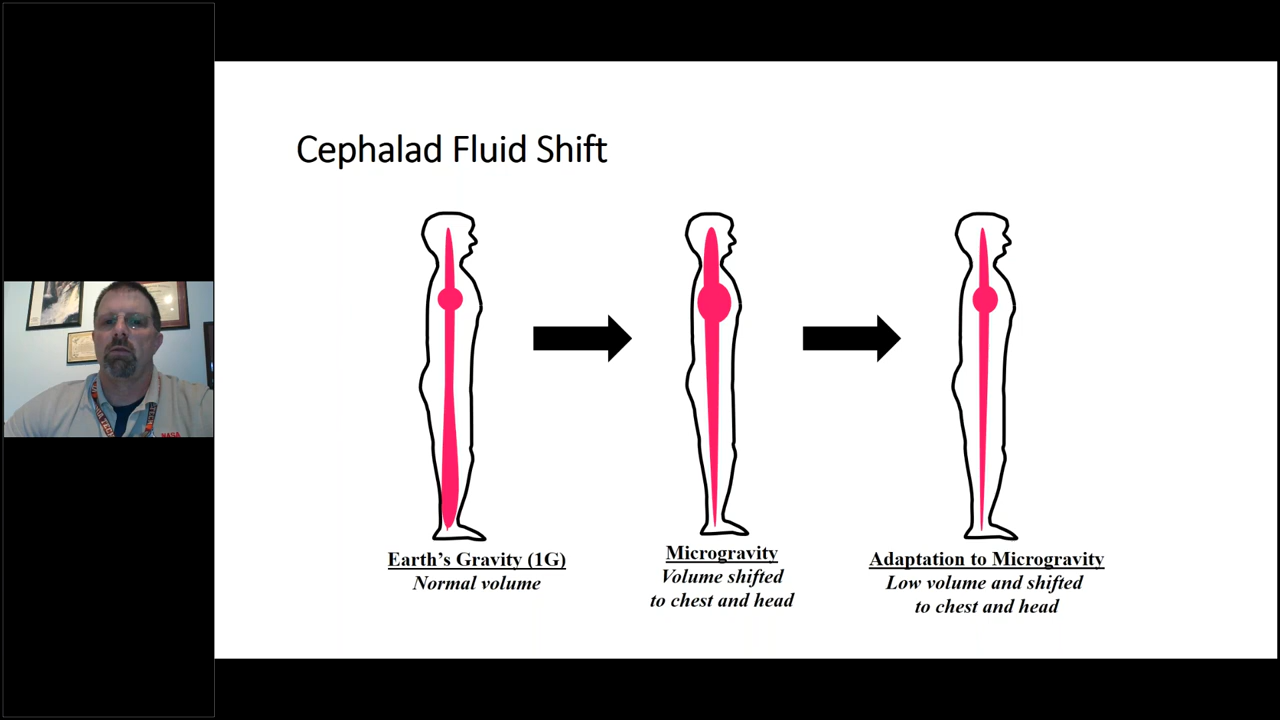 Cephalad Fluid Shift
Earth's Gravity (1G)
Normal volume
Microgravity
Volume shifted
to chest and head
Adaptation to Microgravity
Low volume and shifted
to chest and head
NASA